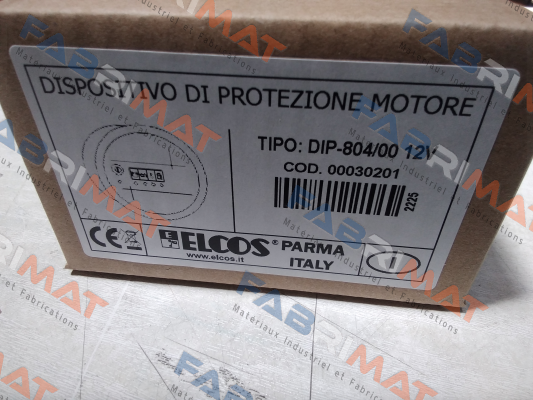 DISPOSITIVO DI PROTEZIONE MOTORE
TIPO: DIP-804/00 12V
COD. 00030201
2225
CE
ELCOS® PARMA
ITALY
www.elcos.it
FABRIMAT
Matériaux Industriel et Fabrications